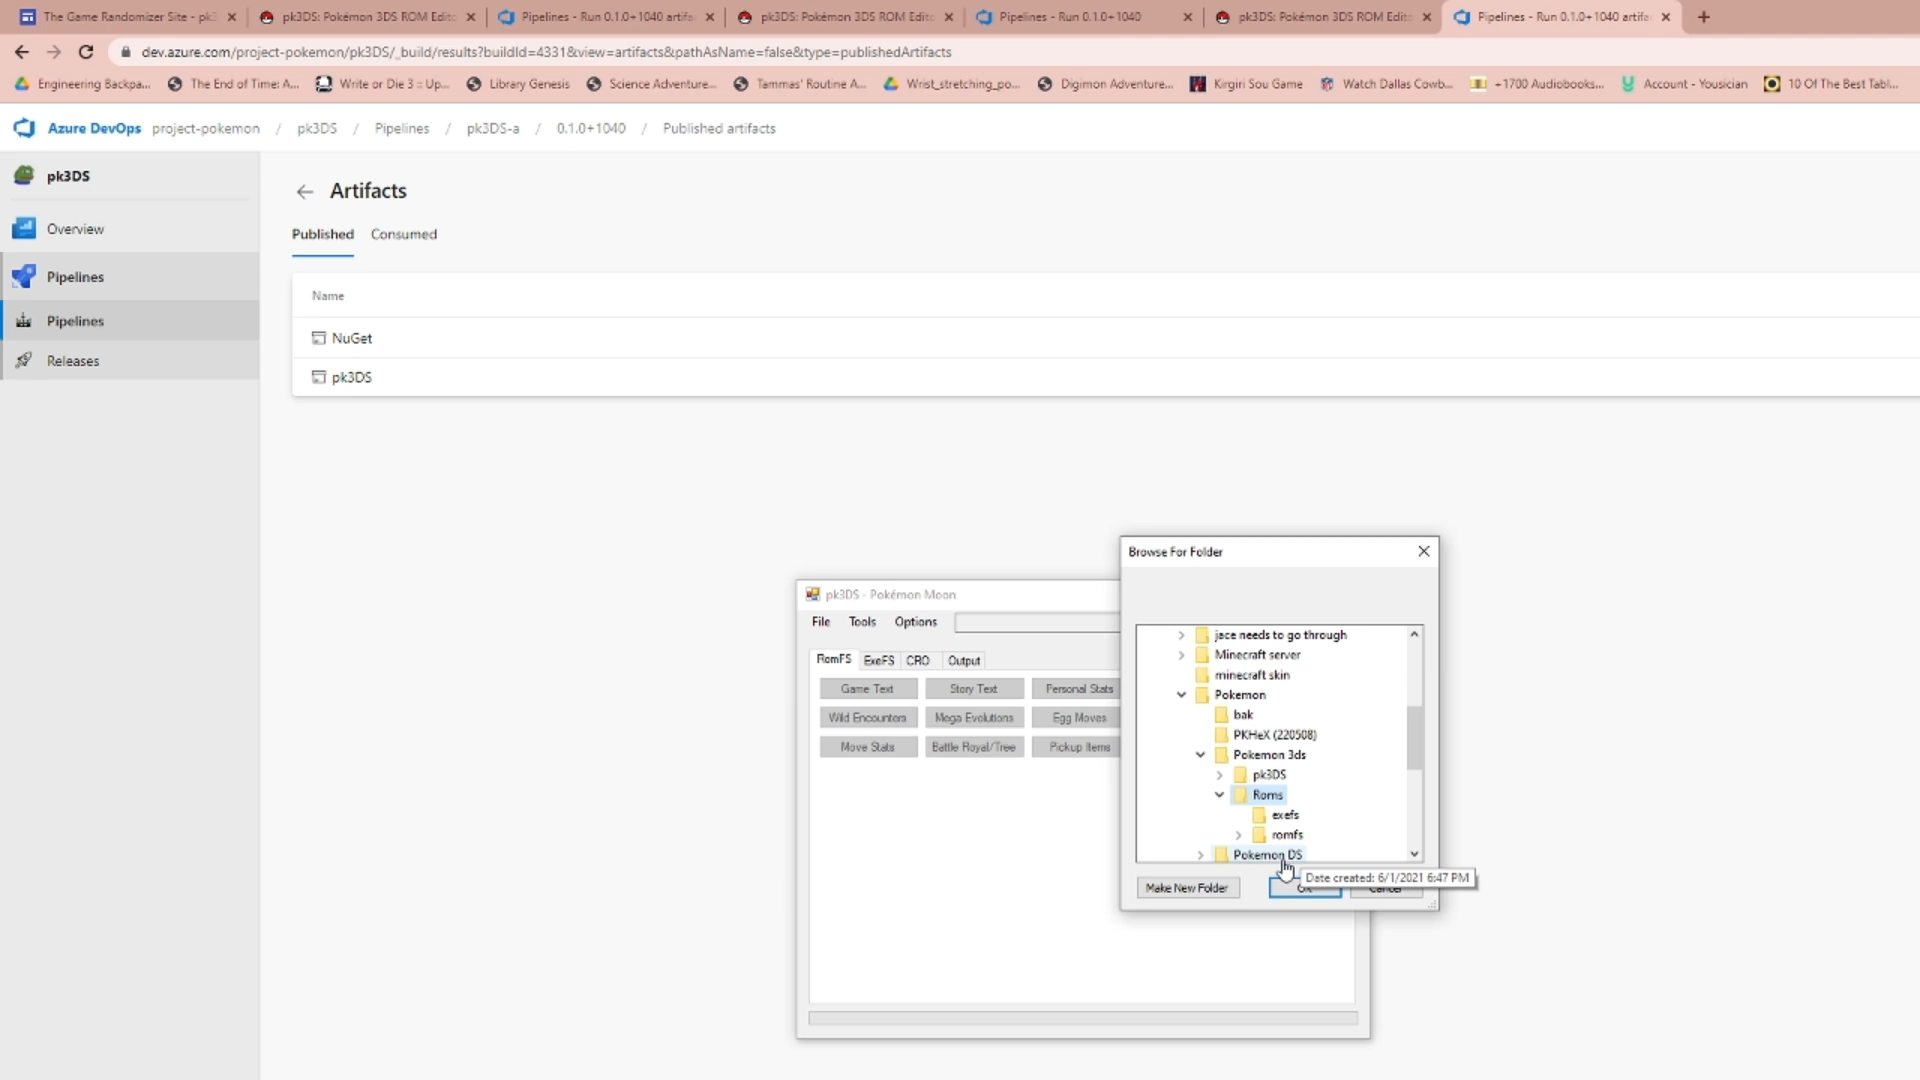 The Game Randomizer Site - pk3
pk3DS: Pokémon 3DS ROM Edito
Pipelines - Run 0.1.0+1040 artifa
pk3DS: Pokémon 3DS ROM Edito
Pipelines - Run 0.1.0+1040
pk3DS: Pokémon 3DS ROM Edito
Pipelines - Run 0.1.0+1040 artifa
dev.azure.com/project-pokemon/pk3DS/_build/results?buildId=4331&view=artifacts&pathAsName=false&type=publishedArtifacts
Engineering Backpa...
The End of Time: A...
Write or Die 3 :: Up...
Library Genesis
Science Adventure...
Tammas' Routine A...
Wrist_stretching_po...
Digimon Adventure...
Kirgiri Sou Game
Watch Dallas Cowb...
+1700 Audiobooks...
Account - Yousician
10 Of The Best Tabl...
Azure DevOps project-pokemon / pk3DS / Pipelines / pk3DS-a / 0.1.0+1040 / Published artifacts
pk3DS
Overview
Pipelines
Pipelines
Releases
Artifacts
Published Consumed
Name
NuGet
pk3DS
pk3DS - Pokémon Moon
File Tools Options
RomFS ExeFS CRO Output
Game Text Story Text Personal Stats
Wild Encounters Mega Evolutions Egg Moves
Move Stats Battle Royal/Tree Pickup Items
Browse For Folder
jace needs to go through
Minecraft server
minecraft skin
Pokemon
bak
PKHeX (220508)
Pokemon 3ds
pk3DS
Roms
exefs
romfs
Pokemon DS
Date created: 6/1/2021 6:47 PM
Make New Folder OK Cancel